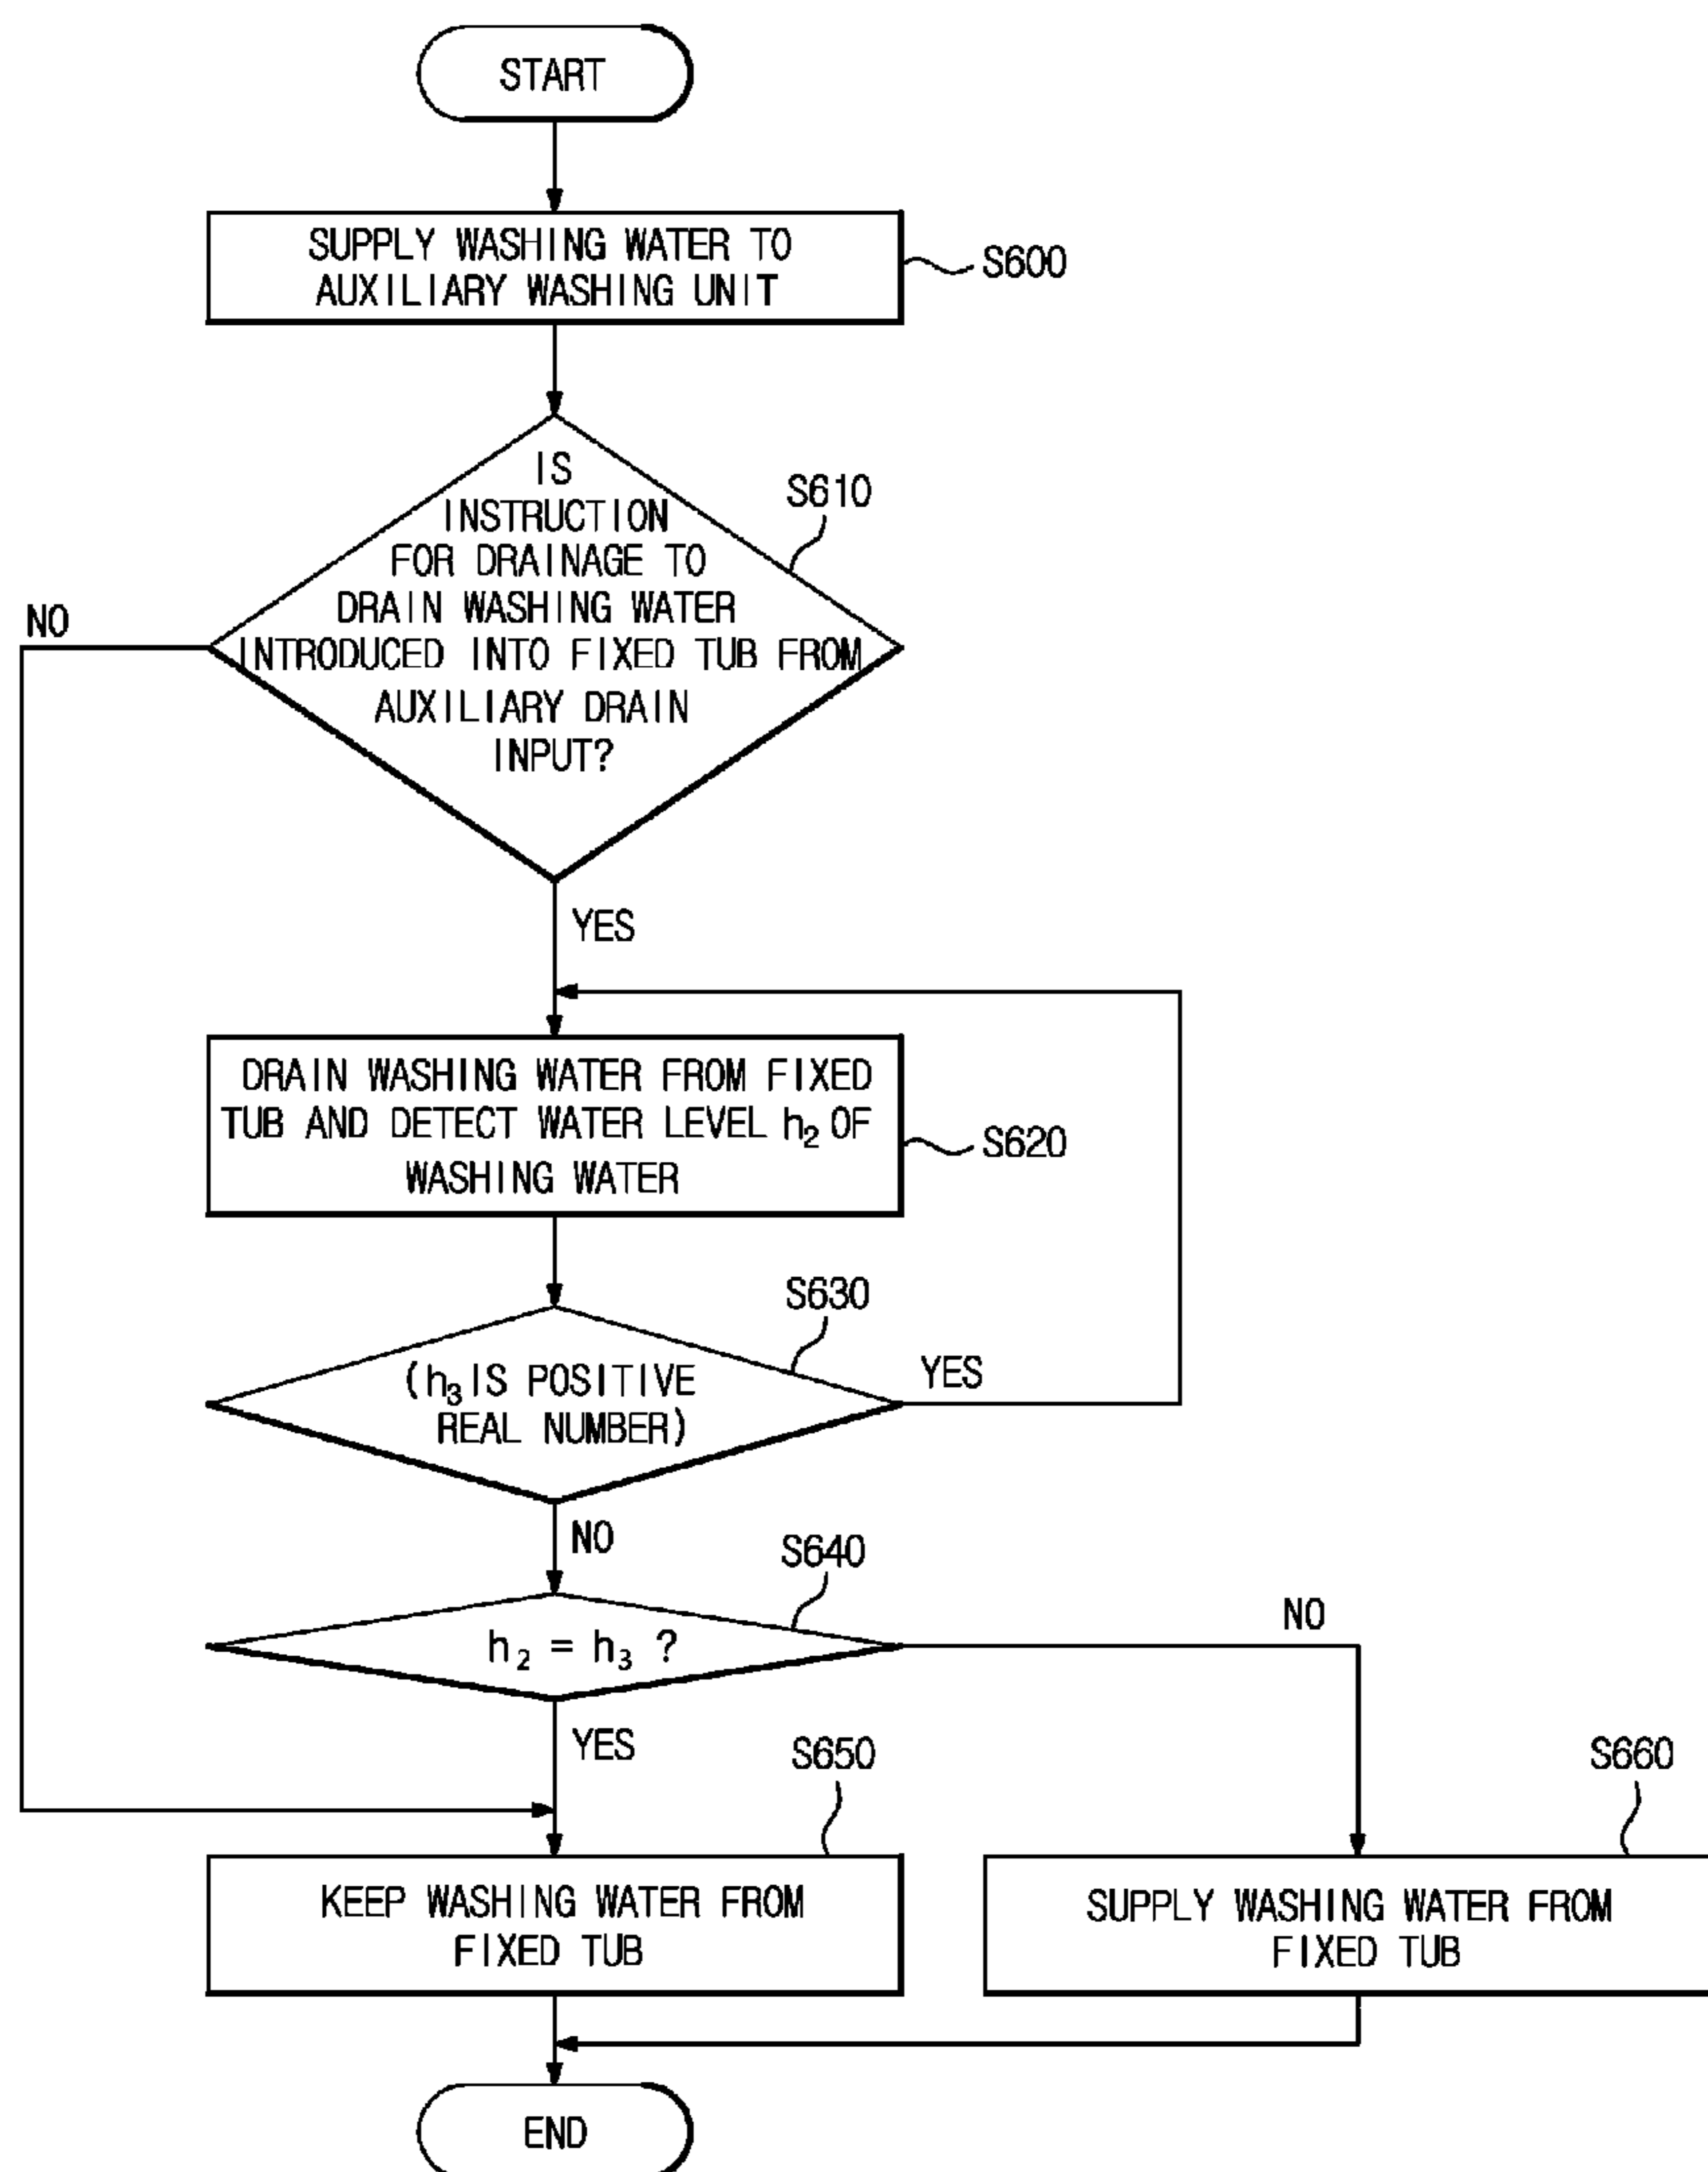 START
SUPPLY WASHING WATER TO
AUXILIARY WASHING UNIT
S600
IS
INSTRUCTION
FOR DRAINAGE TO
DRAIN WASHING WATER
INTRODUCED INTO FIXED TUB FROM
AUXILIARY DRAIN
INPUT?
S610
NO
YES
DRAIN WASHING WATER FROM FIXED
TUB AND DETECT WATER LEVEL h₂ OF
WASHING WATER
S620
S630
(h₃ IS POSITIVE
REAL NUMBER)
YES
NO
S640
h₂ = h₃ ?
NO
YES
S650
S660
KEEP WASHING WATER FROM
FIXED TUB
SUPPLY WASHING WATER FROM
FIXED TUB
END